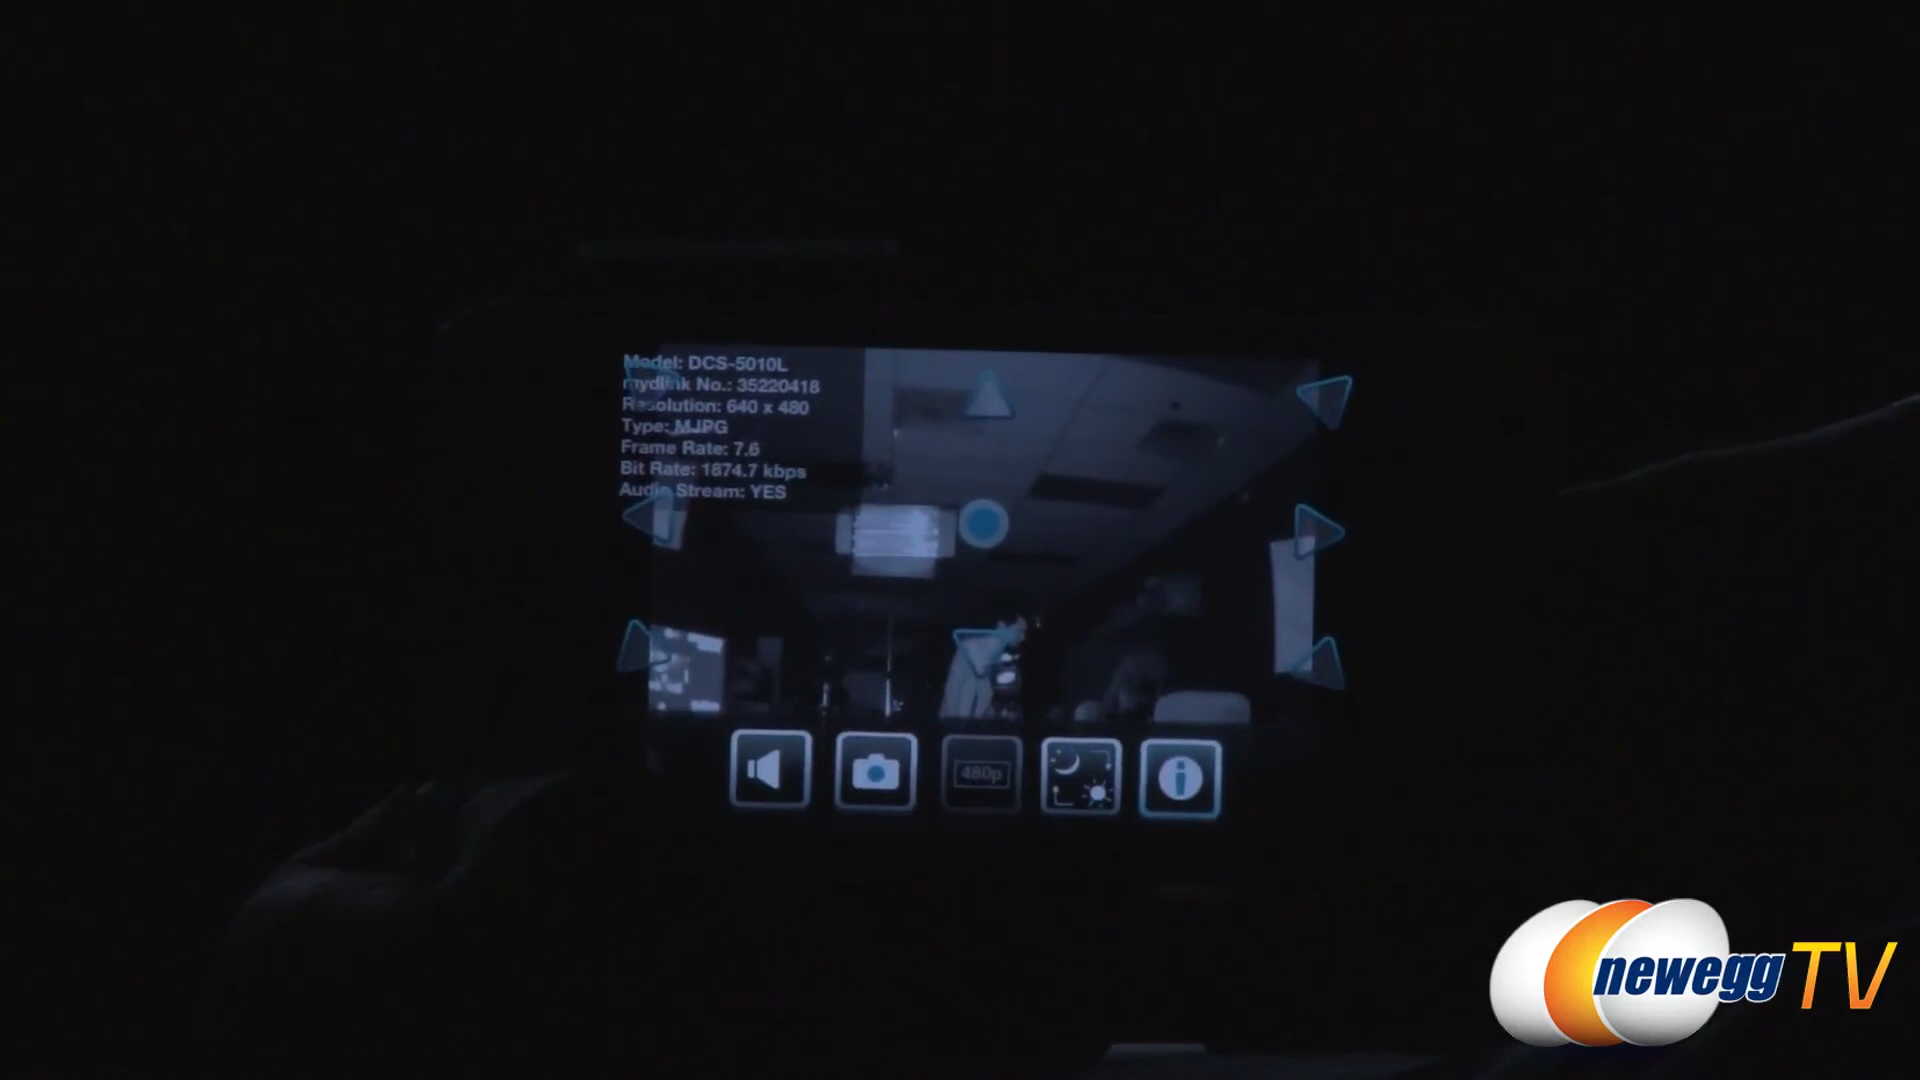 Model: DCS-5010L
mydlink No.: 35220418
Resolution: 640 x 480
Type: MJPG
Frame Rate: 7.6
Bit Rate: 1874.7 kbps
Audio Stream: YES
480p
newegg TV